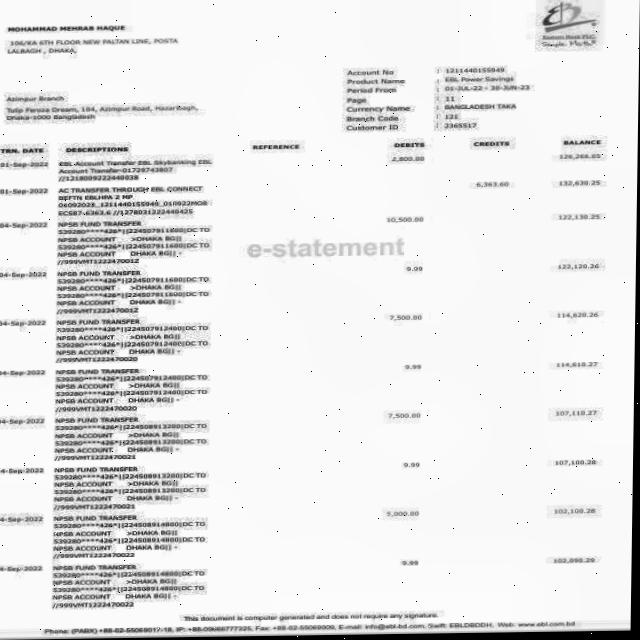 MOHAMMAD MEHRAB HAQUE
106/KA 6TH FLOOR NEW PALTAN LINE, POSTA
LALBAGH , DHAKA,
Eastern Bank PLC.
Azimpur Branch
Tulip Feroza Dream, 184, Azimpur Road, Hazaribagh,
Dhaka-1000 Bangladesh
Account No : 1211440155949
Product Name : EBL Power Savings
Period From : 01-JUL-22 - 30-JUN-23
Page : 11
Currency Name : BANGLADESH TAKA
Branch Code : 121
Customer ID : 2365517
TRN. DATE DESCRIPTIONS REFERENCE DEBITS CREDITS BALANCE
01-Sep-2022 EBL-Account Transfer EBL Skybanking EBL 2,800.00 126,266.65
Account Transfer-01729743807
//1218009222448038
01-Sep-2022 AC TRANSFER THROUGH EBL CONNECT 6,363.60 132,630.25
BEFTN EBLHPA 2 MP
//1278031222440425
04-Sep-2022 NPSB FUND TRANSFER 10,500.00 122,130.25
539280****426*||224507911600|DC TO
NPSB ACCOUNT >DHAKA BG||
539280****426*||224507911600|DC TO
NPSB ACCOUNT DHAKA BG|| -
//999VMT1222470012
e-statement
04-Sep-2022 NPSB FUND TRANSFER 9.99 122,120.26
539280****426*||224507911600|DC TO
NPSB ACCOUNT >DHAKA BG||
539280****426*||224507911600|DC TO
NPSB ACCOUNT DHAKA BG|| -
//999VMT1222470012
04-Sep-2022 NPSB FUND TRANSFER 7,500.00 114,620.26
539280****426*||224507912400|DC TO
NPSB ACCOUNT >DHAKA BG||
539280****426*||224507912400|DC TO
NPSB ACCOUNT DHAKA BG|| -
//999VMT1222470020
04-Sep-2022 NPSB FUND TRANSFER 9.99 114,610.27
539280****426*||224507912400|DC TO
NPSB ACCOUNT >DHAKA BG||
539280****426*||224507912400|DC TO
NPSB ACCOUNT DHAKA BG|| -
//999VMT1222470020
04-Sep-2022 NPSB FUND TRANSFER 7,500.00 107,110.27
539280****426*||224508913200|DC TO
NPSB ACCOUNT >DHAKA BG||
539280****426*||224508913200|DC TO
NPSB ACCOUNT DHAKA BG|| -
//999VMT1222470021
4-Sep-2022 NPSB FUND TRANSFER 9.99 107,100.28
539280****426*||224508913200|DC TO
NPSB ACCOUNT >DHAKA BG||
539280****426*||224508913200|DC TO
NPSB ACCOUNT DHAKA BG|| -
//999VMT1222470021
4-Sep-2022 NPSB FUND TRANSFER 5,000.00 102,100.28
539280****426*||224508914800|DC TO
NPSB ACCOUNT >DHAKA BG||
539280****426*||224508914800|DC TO
NPSB ACCOUNT DHAKA BG|| -
//999VMT1222470022
4-Sep-2022 NPSB FUND TRANSFER 9.99 102,090.29
539280****426*||224508914800|DC TO
NPSB ACCOUNT >DHAKA BG||
539280****426*||224508914800|DC TO
NPSB ACCOUNT DHAKA BG|| -
//999VMT1222470022
This document is computer generated and does not require any signature.
Phone: (PABX) +88-02-55069017-18, IP: +88-09666777325, Fax: +88-02-55069009, E-mail: info@ebl-bd.com, Swift: EBLDBDDH, Web: www.ebl.com.bd